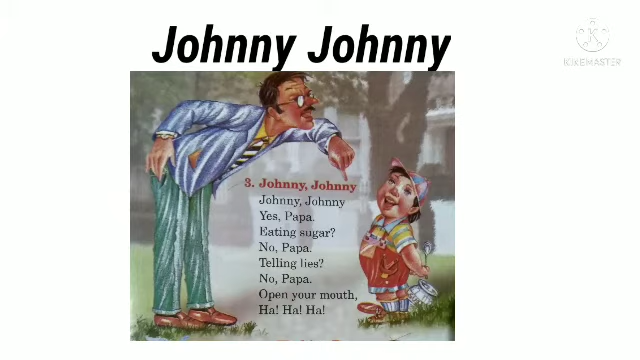 Johnny Johnny
KINEMASTER
3. Johnny, Johnny
Johnny, Johnny
Yes, Papa.
Eating sugar?
No, Papa.
Telling lies?
No, Papa.
Open your mouth,
Ha! Ha! Ha!